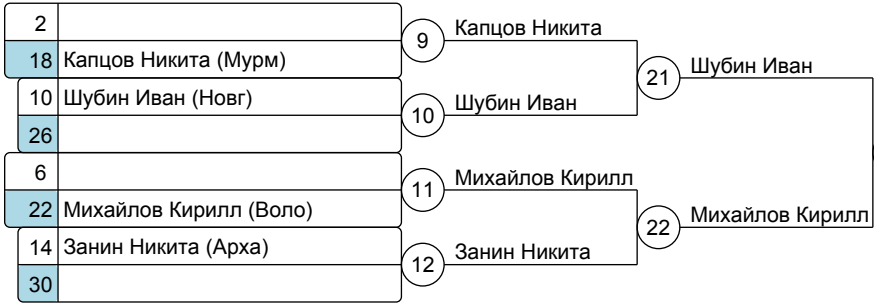 2
18 Капцов Никита (Мурм)
10 Шубин Иван (Новг)
26
6
22 Михайлов Кирилл (Воло)
14 Занин Никита (Арха)
30
9 Капцов Никита
10 Шубин Иван
11 Михайлов Кирилл
12 Занин Никита
21 Шубин Иван
22 Михайлов Кирилл